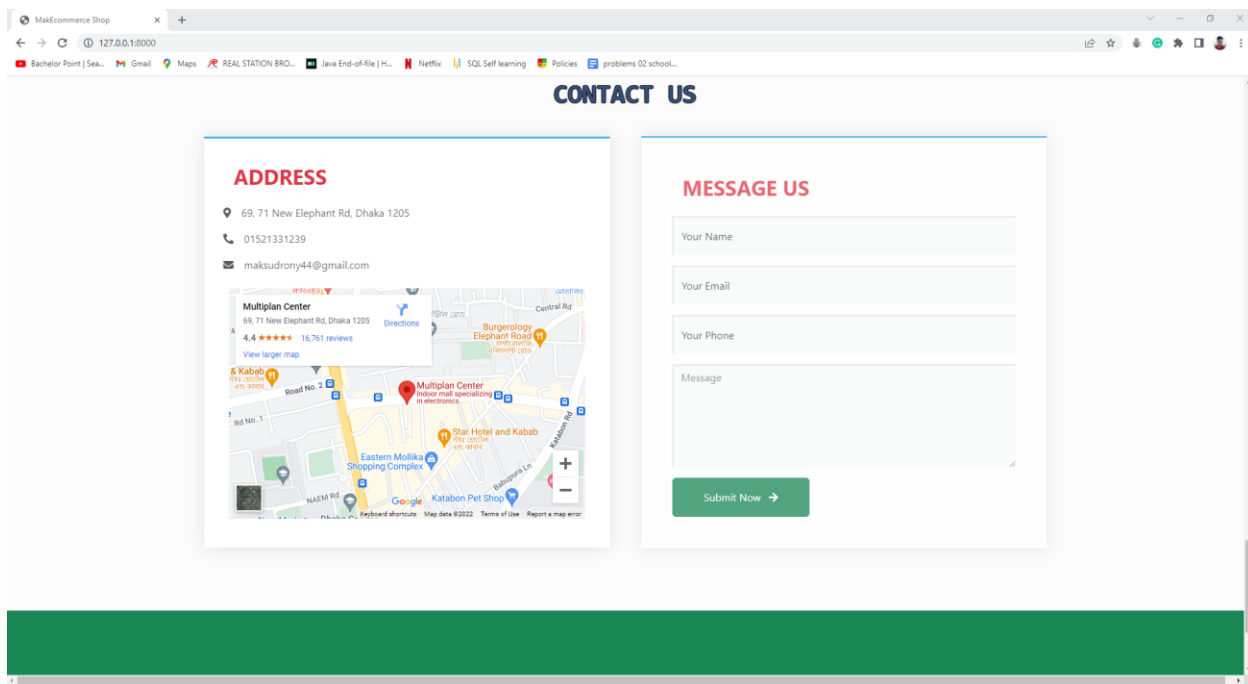 MakEcommerce Shop
127.0.0.1:8000
Bachelor Point | Sea...
Gmail
Maps
REAL STATION BRO...
Java End-of-file | H...
Netflix
SQL Self learning
Policies
problems 02 school...
CONTACT US
ADDRESS
69, 71 New Elephant Rd, Dhaka 1205
01521331239
maksudrony44@gmail.com
Multiplan Center
69, 71 New Elephant Rd, Dhaka 1205
Directions
4.4
16,761 reviews
View larger map
Central Rd
Burgerology
Elephant Road
& Kabab
Road No. 2
Multiplan Center
Indoor mall specializing
in electronics
Rd No. 1
Star Hotel and Kabab
Katabon Rd
Eastern Mollika
Shopping Complex
Babupura Ln
NAEM Rd
Google
Katabon Pet Shop
Keyboard shortcuts
Map data ©2022
Terms of Use
Report a map error
MESSAGE US
Your Name
Your Email
Your Phone
Message
Submit Now